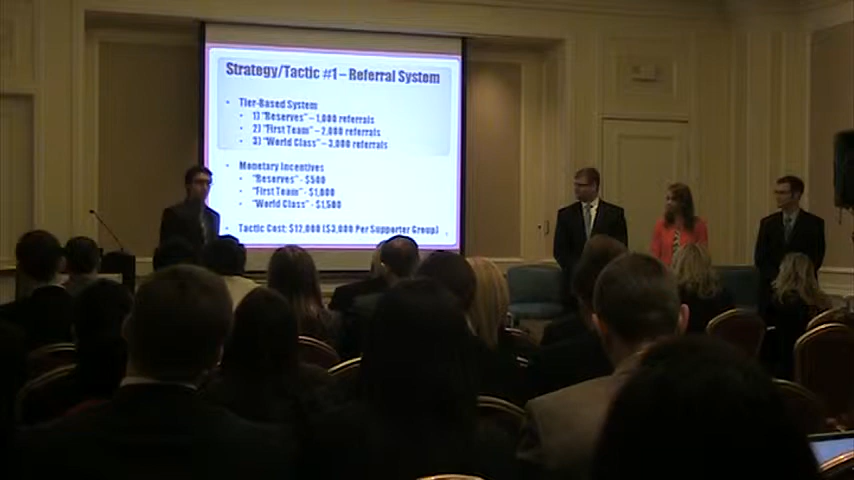 Strategy/Tactic #1 – Referral System
• Tier-Based System
• 1) "Reserves" – 1,000 referrals
• 2) "First Team" – 2,000 referrals
• 3) "World Class" – 3,000 referrals
• Monetary Incentives
• "Reserves" - $500
• "First Team" - $1,000
• "World Class" - $1,500
• Tactic Cost: $12,000 ($3,000 Per Supporter Group)